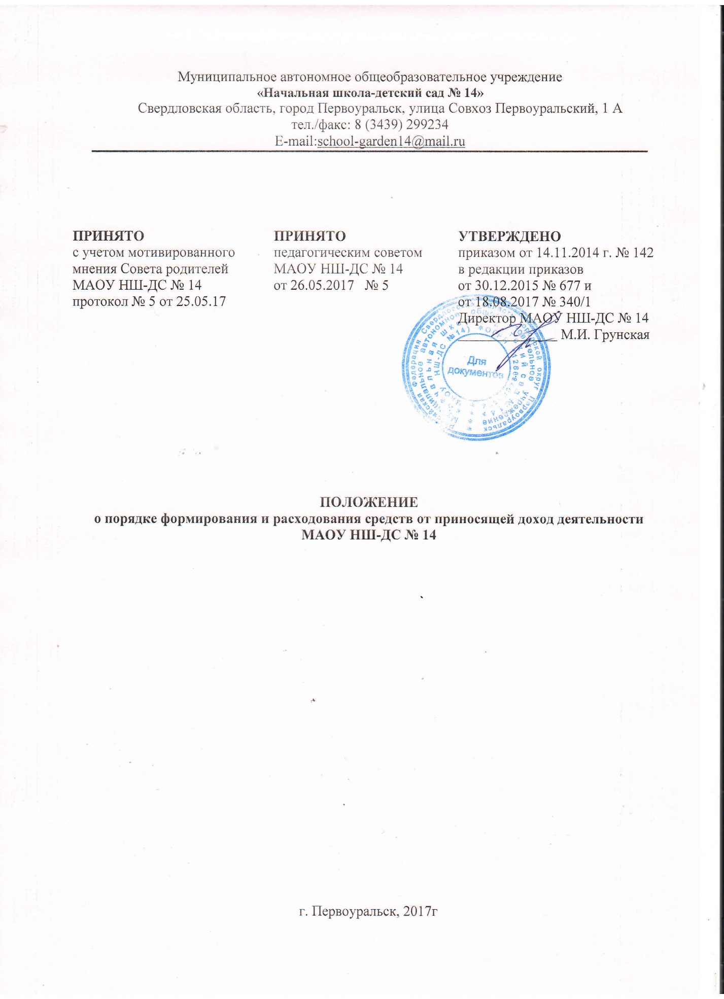 Муниципальное автономное общеобразовательное учреждение
«Начальная школа-детский сад № 14»
Свердловская область, город Первоуральск, улица Совхоз Первоуральский, 1 А
тел./факс: 8 (3439) 299234
E-mail:school-garden14@mail.ru
ПРИНЯТО
с учетом мотивированного
мнения Совета родителей
МАОУ НШ-ДС № 14
протокол № 5 от 25.05.17
ПРИНЯТО
педагогическим советом
МАОУ НШ-ДС № 14
от 26.05.2017 № 5
УТВЕРЖДЕНО
приказом от 14.11.2014 г. № 142
в редакции приказов
от 30.12.2015 № 677 и
от 18.08.2017 № 340/1
Директор МАОУ НШ-ДС № 14
______________ М.И. Грунская
Для
документов
ПОЛОЖЕНИЕ
о порядке формирования и расходования средств от приносящей доход деятельности
МАОУ НШ-ДС № 14
г. Первоуральск, 2017г